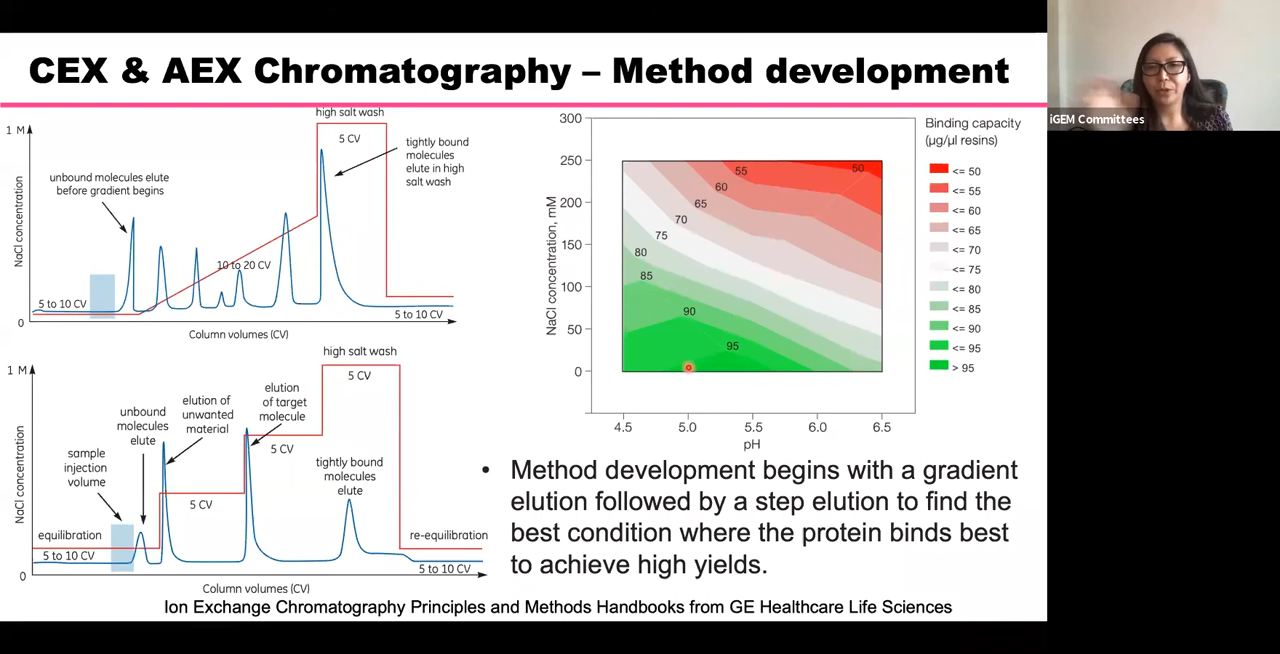 CEX & AEX Chromatography – Method development
iGEM Committees
high salt wash
1 M
5 CV
tightly bound
molecules
elute in high
salt wash
unbound molecules elute
before gradient begins
NaCl concentration
10 to 20 CV
5 to 10 CV
5 to 10 CV
0
Column volumes (CV)
high salt wash
1 M
5 CV
elution
of target
molecule
elution of
unwanted
material
unbound
molecules
elute
5 CV
sample
injection
volume
tightly bound
molecules
elute
NaCl concentration
5 CV
equilibration
re-equilibration
5 to 10 CV
5 to 10 CV
0
Column volumes (CV)
300
250
200
150
100
50
0
NaCl concentration, mM
50
55
60
65
70
75
80
85
90
95
4.5
5.0
5.5
6.0
6.5
pH
Binding capacity
(µg/µl resins)
<= 50
<= 55
<= 60
<= 65
<= 70
<= 75
<= 80
<= 85
<= 90
<= 95
> 95
• Method development begins with a gradient
elution followed by a step elution to find the
best condition where the protein binds best
to achieve high yields.
Ion Exchange Chromatography Principles and Methods Handbooks from GE Healthcare Life Sciences